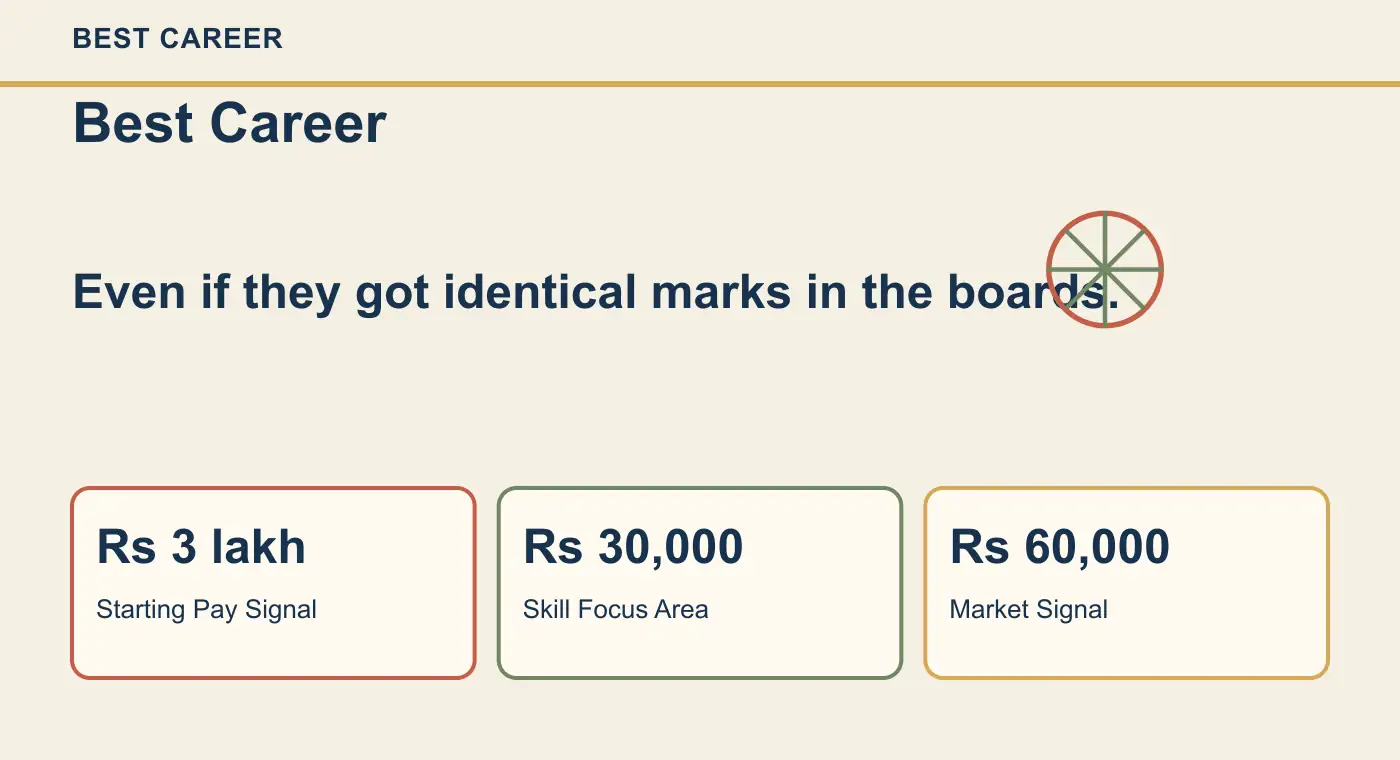 BEST CAREER
Best Career
Even if they got identical marks in the boards.
Rs 3 lakh
Starting Pay Signal
Rs 30,000
Skill Focus Area
Rs 60,000
Market Signal